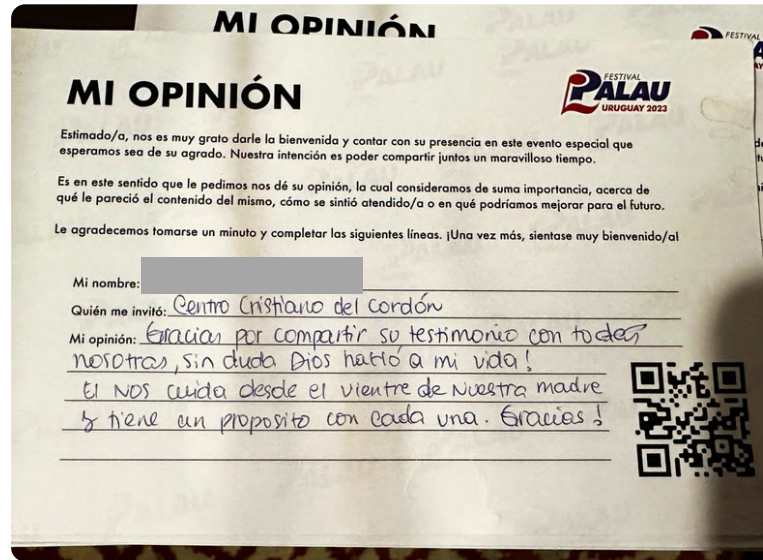 MI OPINIÓN
FESTIVAL
MI OPINIÓN
FESTIVAL
PALAU
URUGUAY 2023
Estimado/a, nos es muy grato darle la bienvenida y contar con su presencia en este evento especial que
esperamos sea de su agrado. Nuestra intención es poder compartir juntos un maravilloso tiempo.
Es en este sentido que le pedimos nos dé su opinión, la cual consideramos de suma importancia, acerca de
qué le pareció el contenido del mismo, cómo se sintió atendido/a o en qué podríamos mejorar para el futuro.
Le agradecemos tomarse un minuto y completar las siguientes líneas. ¡Una vez más, sientase muy bienvenido/a!
Mi nombre:
Quién me invitó: Centro Cristiano del Cordón
Mi opinión: Gracias por compartir su testimonio con todas
nosotras, sin duda Dios habló a mi vida!
El NOS cuida desde el vientre de Nuestra madre
y tiene un proposito con cada una. Gracias!